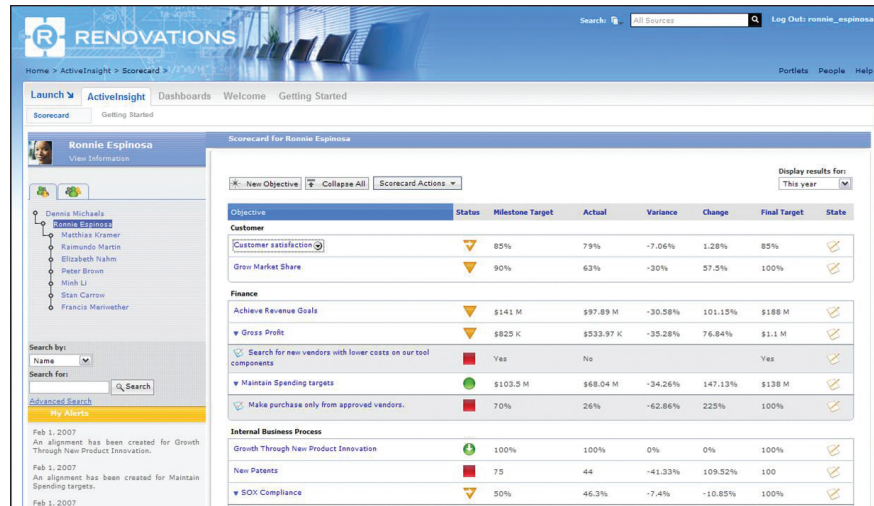 Search:
All Sources
Log Out: ronnie_espinosa
R RENOVATIONS
Home > ActiveInsight > Scorecard >
Portlets People Help
Launch ActiveInsight Dashboards Welcome Getting Started
Scorecard Getting Started
Ronnie Espinosa
View Information
Dennis Michaels
Ronnie Espinosa
Matthias Kramer
Raimundo Martin
Elizabeth Nahm
Peter Brown
Minh Li
Stan Carrow
Francis Meriwether
Search by:
Name
Search for:
Search
Advanced Search
My Alerts
Feb 1, 2007
An alignment has been created for Growth
Through New Product Innovation.
Feb 1, 2007
An alignment has been created for Maintain
Spending targets.
Feb 1, 2007
Scorecard for Ronnie Espinosa
Display results for:
New Objective Collapse All Scorecard Actions This year
Objective Status Milestone Target Actual Variance Change Final Target State
Customer
Customer satisfaction 85% 79% -7.06% 1.28% 85%
Grow Market Share 90% 63% -30% 57.5% 100%
Finance
Achieve Revenue Goals $141 M $97.89 M -30.58% 101.15% $188 M
Gross Profit $825 K $533.97 K -35.28% 76.84% $1.1 M
Search for new vendors with lower costs on our tool
components Yes No Yes
Maintain Spending targets $103.5 M $68.04 M -34.26% 147.13% $138 M
Make purchase only from approved vendors. 70% 26% -62.86% 225% 100%
Internal Business Process
Growth Through New Product Innovation 100% 100% 0% 0% 100%
New Patents 75 44 -41.33% 109.52% 100
SOX Compliance 50% 46.3% -7.4% -10.85% 100%